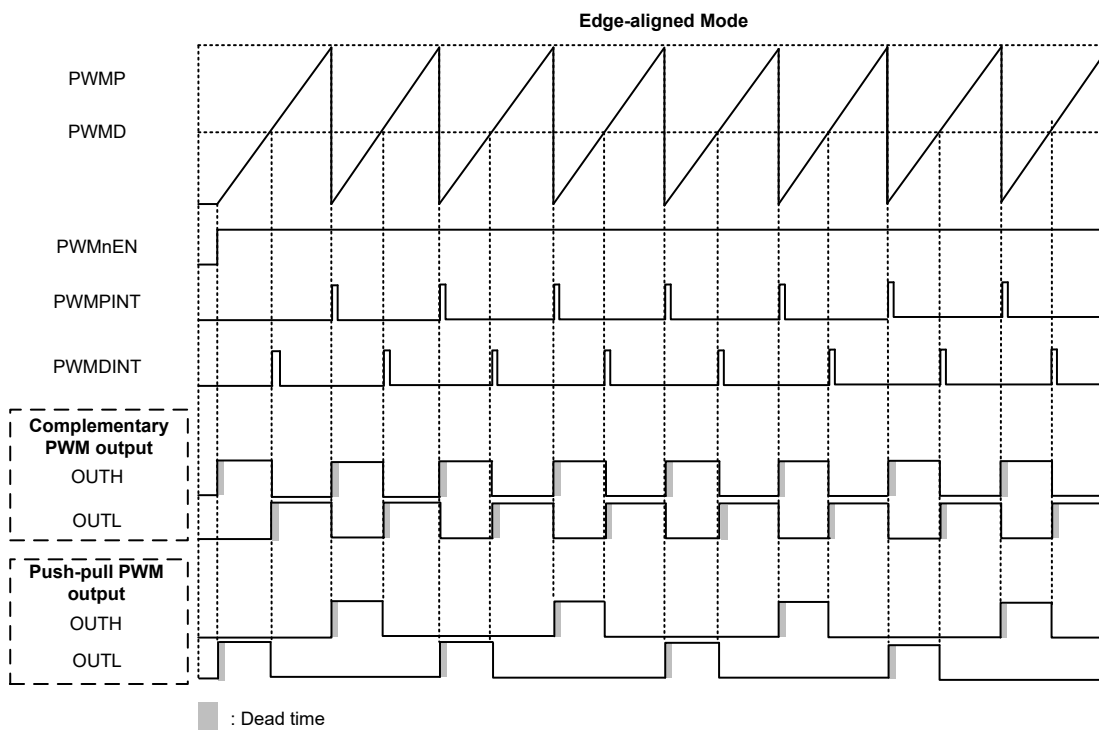 Edge-aligned Mode
PWMP
PWMD
PWMnEN
PWMPINT
PWMDINT
Complementary
PWM output
OUTH
OUTL
Push-pull PWM
output
OUTH
OUTL
: Dead time